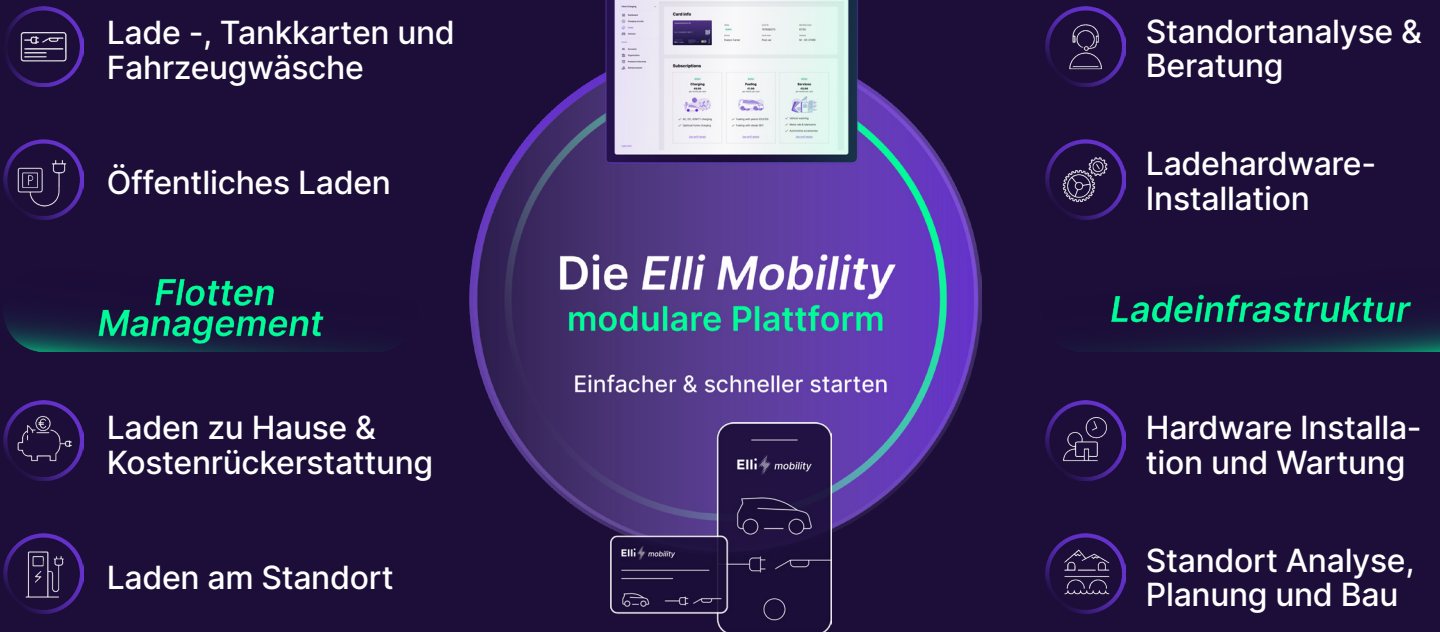 Lade -, Tankkarten und
Fahrzeugwäsche
Öffentliches Laden
Flotten
Management
Laden zu Hause &
Kostenrückerstattung
Laden am Standort
Card info
Subscriptions
Charging
Fueling
Services
Die Elli Mobility
modulare Plattform
Einfacher & schneller starten
Elli mobility
Elli mobility
Standortanalyse &
Beratung
Ladehardware-
Installation
Ladeinfrastruktur
Hardware Installa-
tion und Wartung
Standort Analyse,
Planung und Bau
P
€